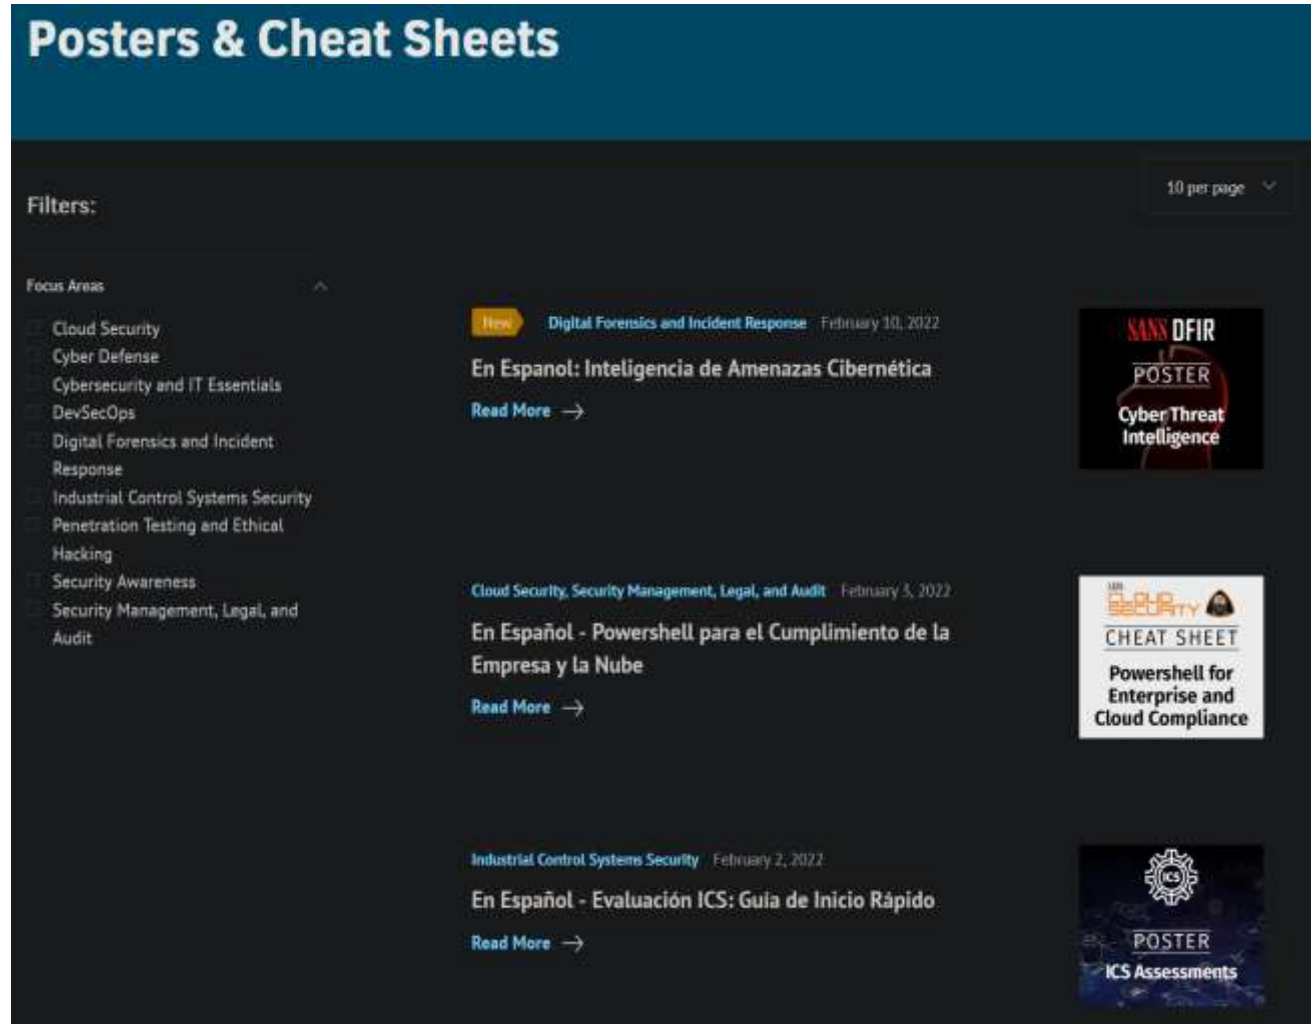 Posters & Cheat Sheets
10 per page
Filters:
Focus Areas
Cloud Security
Cyber Defense
Cybersecurity and IT Essentials
DevSecOps
Digital Forensics and Incident
Response
Industrial Control Systems Security
Penetration Testing and Ethical
Hacking
Security Awareness
Security Management, Legal, and
Audit
New Digital Forensics and Incident Response February 10, 2022
En Espanol: Inteligencia de Amenazas Cibernética
Read More
SANS DFIR
POSTER
Cyber Threat
Intelligence
Cloud Security, Security Management, Legal, and Audit February 3, 2022
En Español - Powershell para el Cumplimiento de la
Empresa y la Nube
Read More
SANS
CLOUD
SECURITY
CHEAT SHEET
Powershell for
Enterprise and
Cloud Compliance
Industrial Control Systems Security February 2, 2022
En Español - Evaluación ICS: Guía de Inicio Rápido
Read More
ICS
POSTER
ICS Assessments